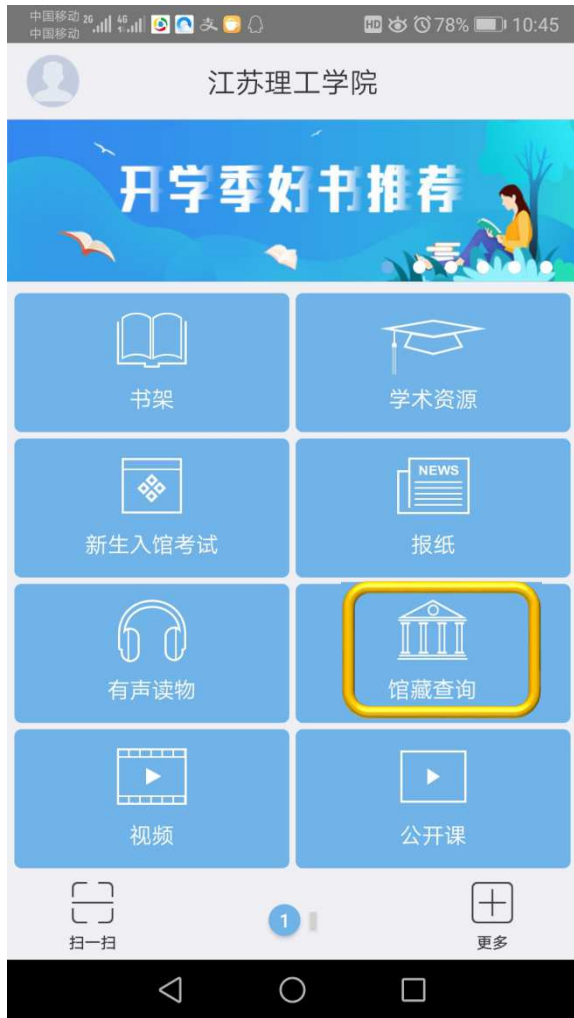 中国移动 2G 4G
中国移动
HD 78% 10:45
江苏理工学院
开学季好书推荐
书架
学术资源
NEWS
新生入馆考试
报纸
有声读物
馆藏查询
视频
公开课
1
扫一扫
更多